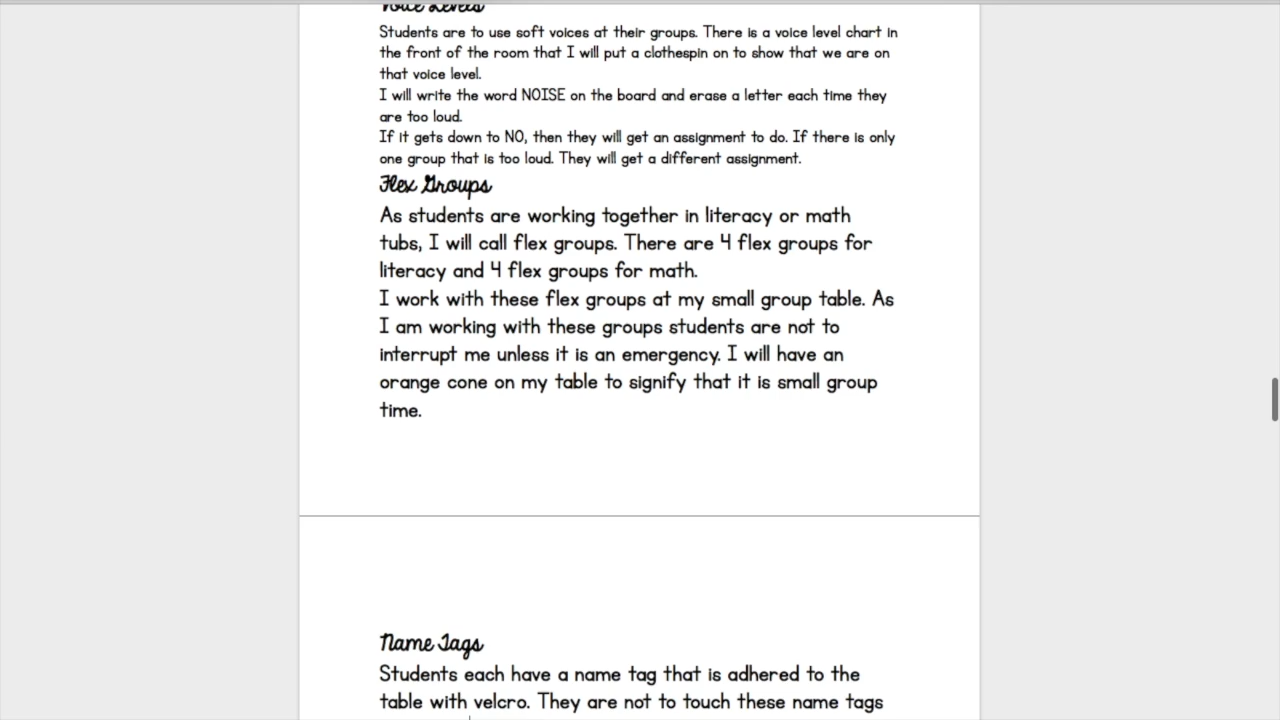 Voice Levels
Students are to use soft voices at their groups. There is a voice level chart in
the front of the room that I will put a clothespin on to show that we are on
that voice level.
I will write the word NOISE on the board and erase a letter each time they
are too loud.
If it gets down to NO, then they will get an assignment to do. If there is only
one group that is too loud. They will get a different assignment.
Flex Groups
As students are working together in literacy or math
tubs, I will call flex groups. There are 4 flex groups for
literacy and 4 flex groups for math.
I work with these flex groups at my small group table. As
I am working with these groups students are not to
interrupt me unless it is an emergency. I will have an
orange cone on my table to signify that it is small group
time.
Name Tags
Students each have a name tag that is adhered to the
table with velcro. They are not to touch these name tags